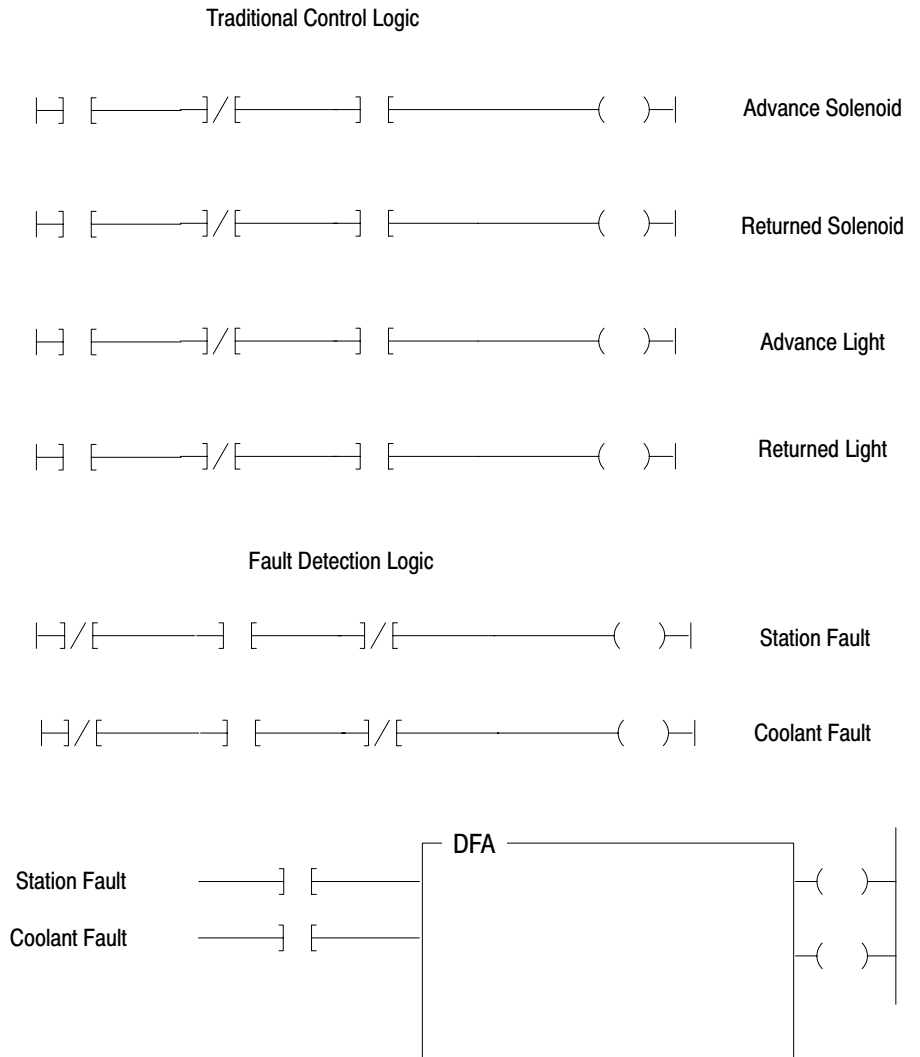 Traditional Control Logic
Advance Solenoid
Returned Solenoid
Advance Light
Returned Light
Fault Detection Logic
Station Fault
Coolant Fault
DFA
Station Fault
Coolant Fault